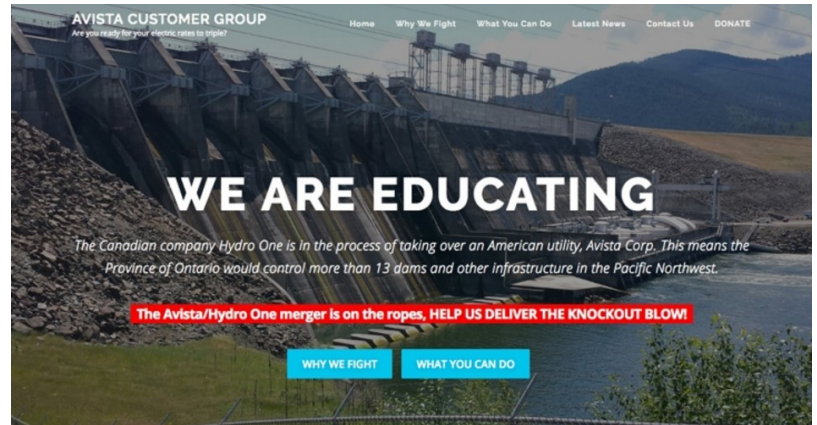 AVISTA CUSTOMER GROUP
Are you ready for your electric rates to triple?
Home Why We Fight What You Can Do Latest News Contact Us DONATE
WE ARE EDUCATING
The Canadian company Hydro One is in the process of taking over an American utility, Avista Corp. This means the
Province of Ontario would control more than 13 dams and other infrastructure in the Pacific Northwest.
The Avista/Hydro One merger is on the ropes, HELP US DELIVER THE KNOCKOUT BLOW!
WHY WE FIGHT WHAT YOU CAN DO